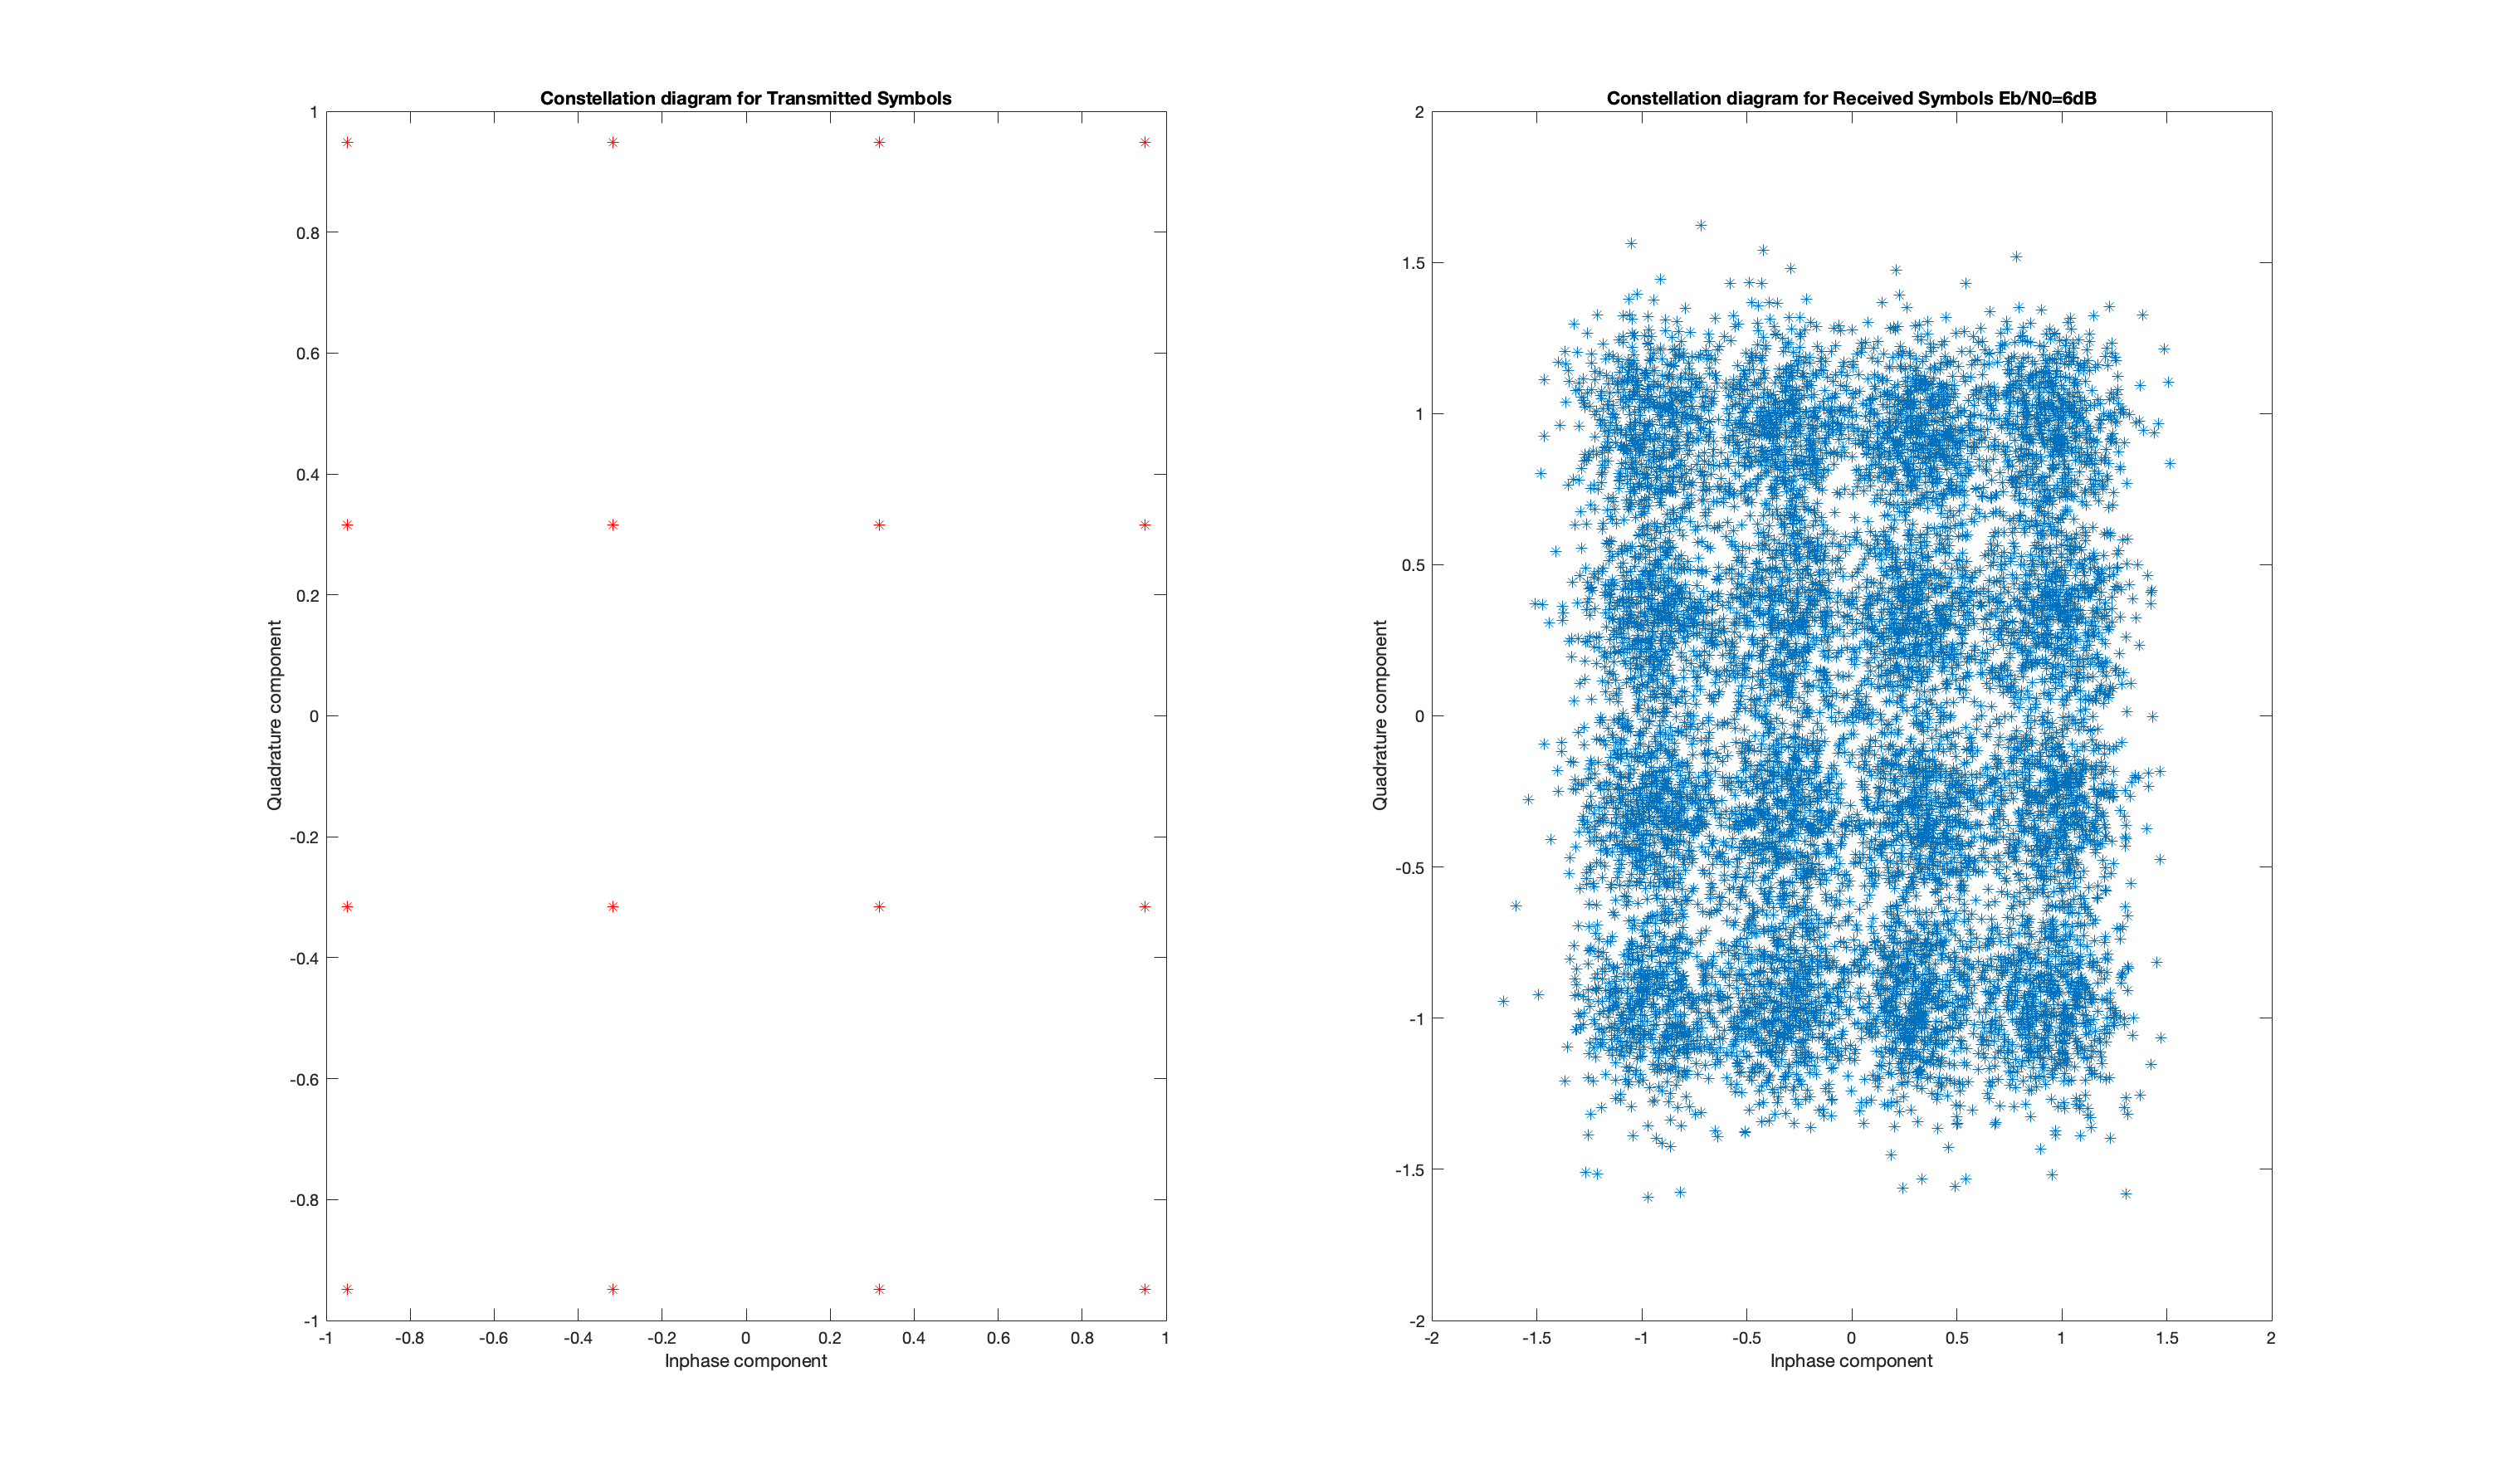 Constellation diagram for Transmitted Symbols
1
0.8
0.6
0.4
0.2
0
-0.2
-0.4
-0.6
-0.8
-1
Quadrature component
-1 -0.8 -0.6 -0.4 -0.2 0 0.2 0.4 0.6 0.8 1
Inphase component
Constellation diagram for Received Symbols Eb/N0=6dB
2
1.5
1
0.5
0
-0.5
-1
-1.5
-2
Quadrature component
-2 -1.5 -1 -0.5 0 0.5 1 1.5 2
Inphase component